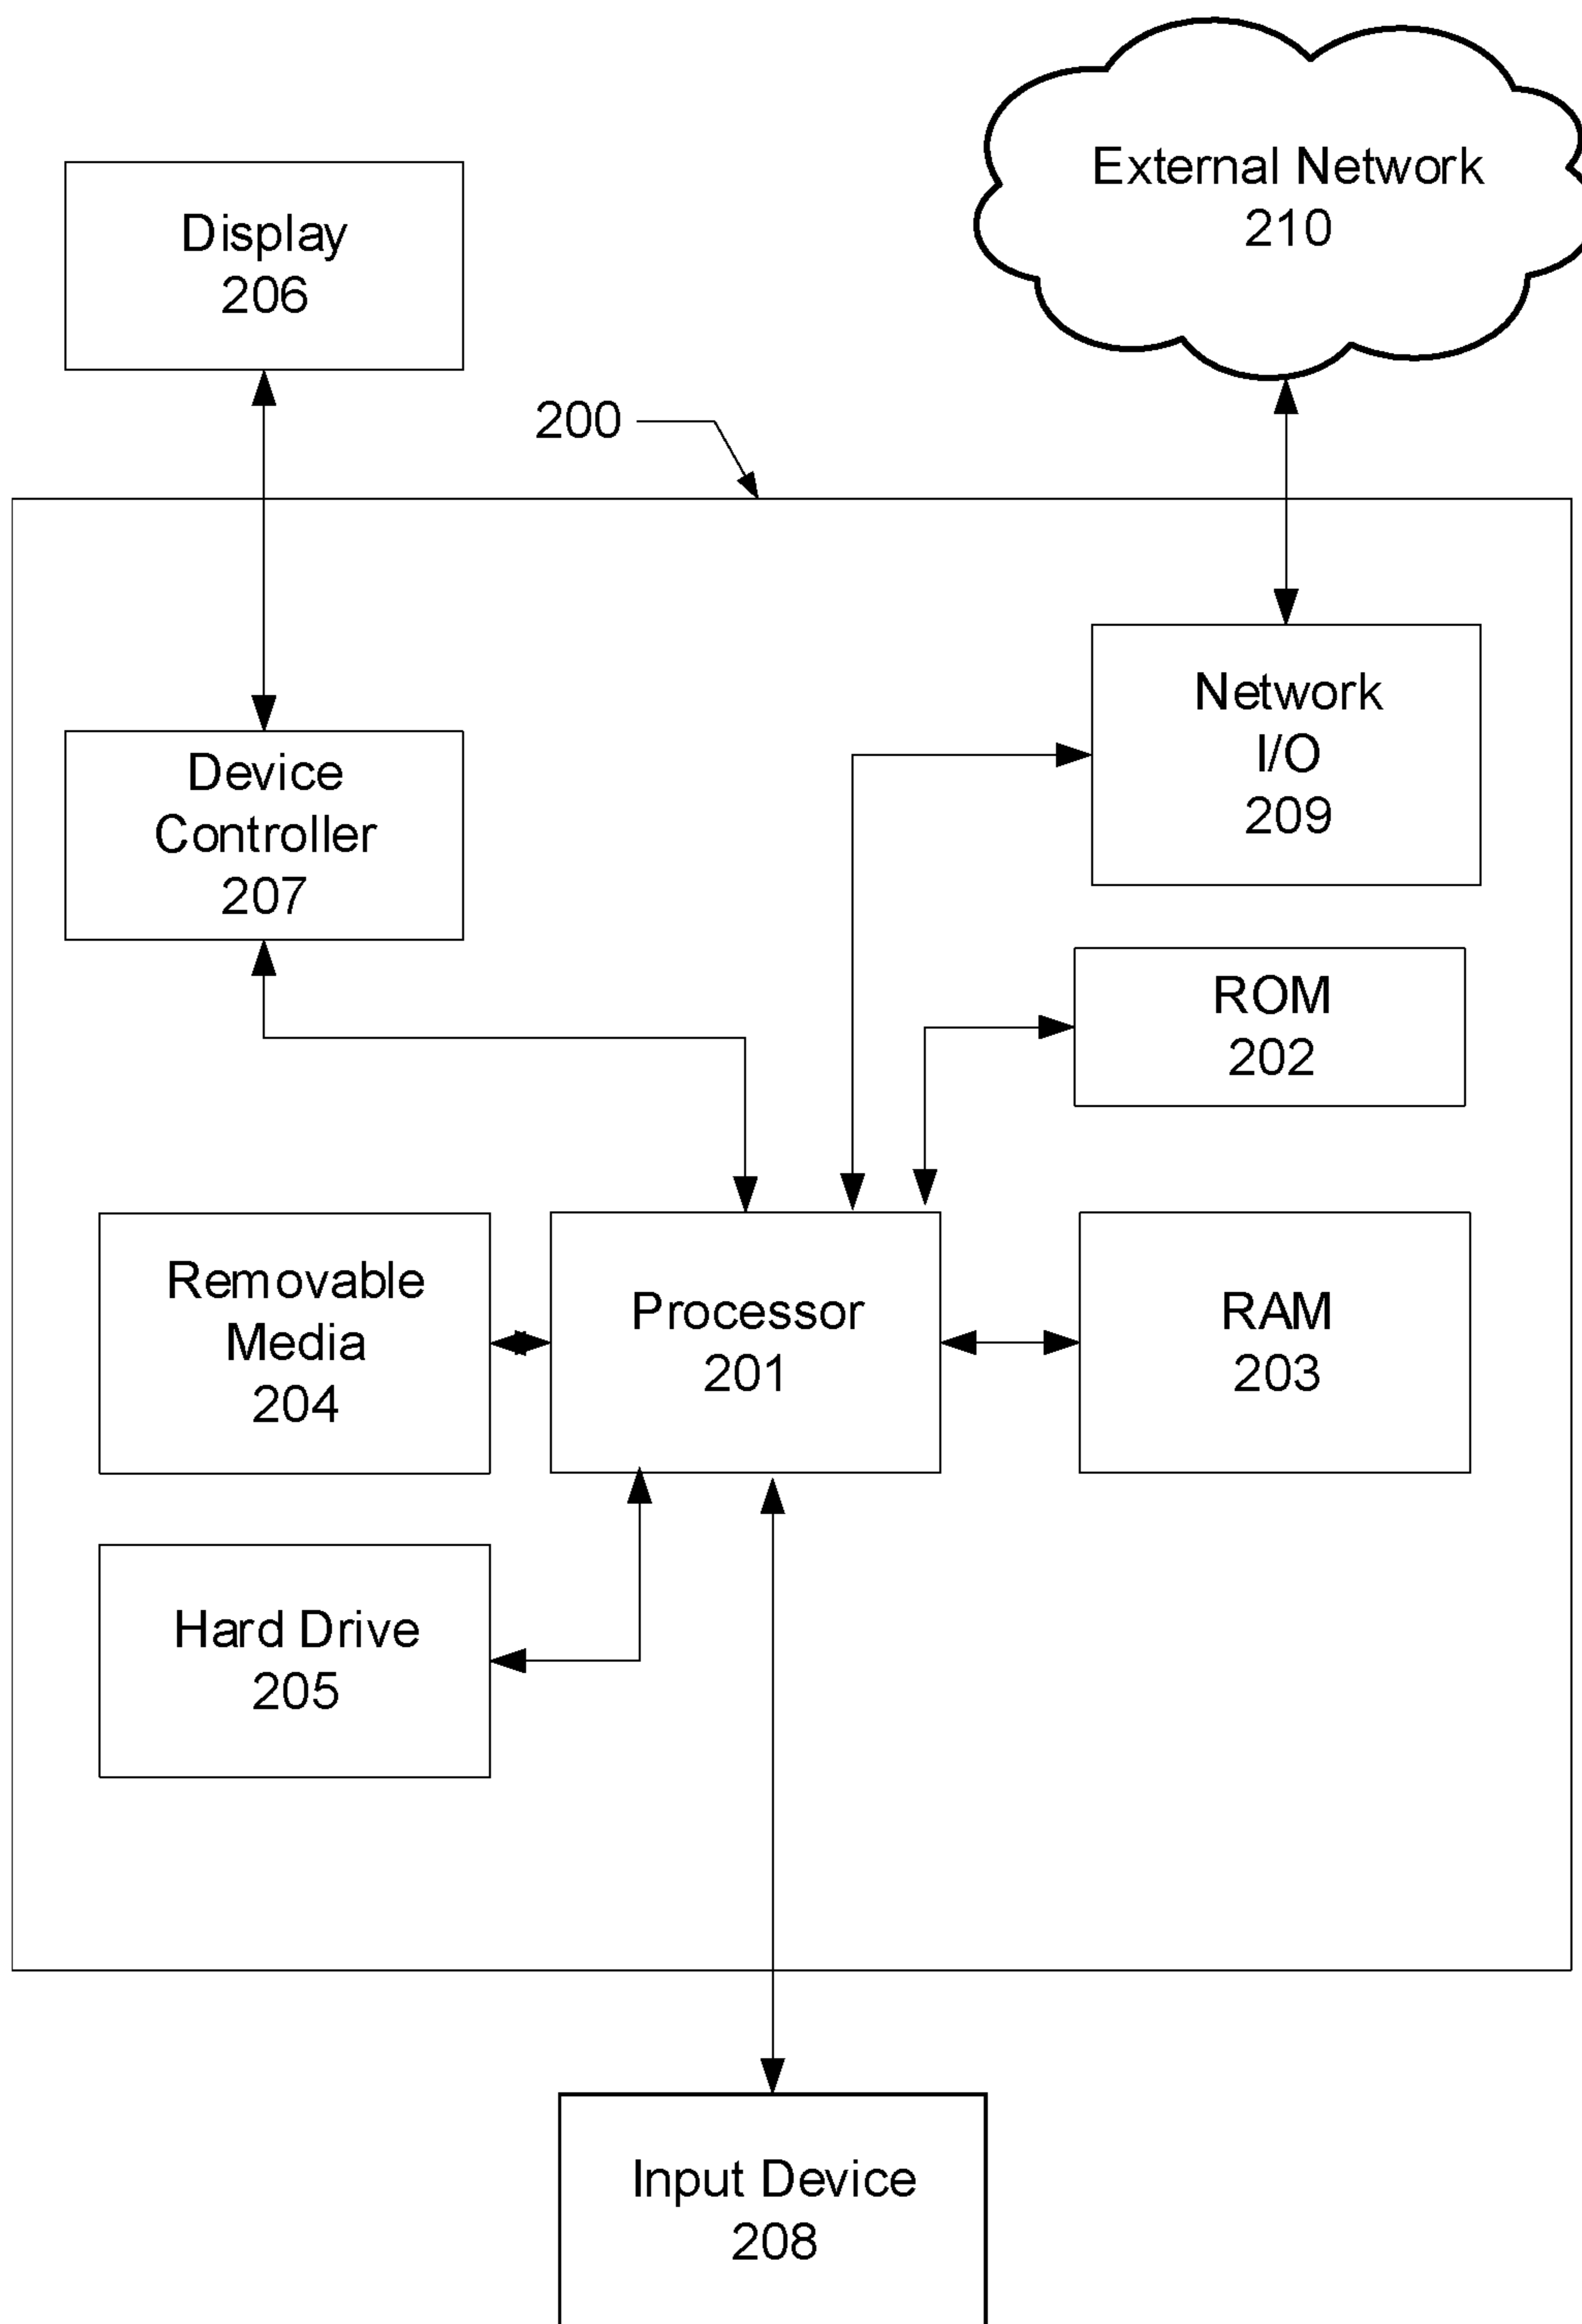 External Network
210
Display
206
200
Network
I/O
209
Device
Controller
207
ROM
202
Removable
Media
204
Processor
201
RAM
203
Hard Drive
205
Input Device
208